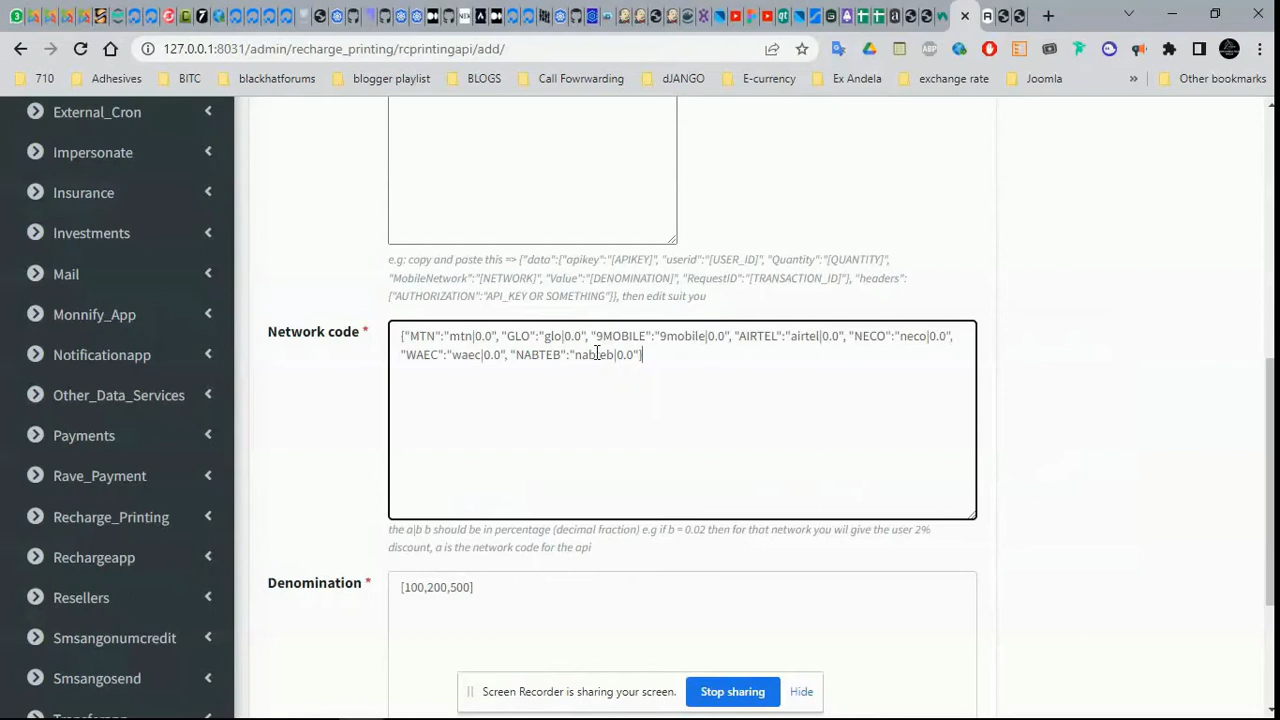 127.0.0.1:8031/admin/recharge_printing/rcprintingapi/add/
710
Adhesives
BITC
blackhatforums
blogger playlist
BLOGS
Call Fowrwarding
dJANGO
E-currency
Ex Andela
exchange rate
Joomla
»
Other bookmarks
External_Cron
Impersonate
Insurance
Investments
Mail
Monnify_App
Notificationapp
Other_Data_Services
Payments
Rave_Payment
Recharge_Printing
Rechargeapp
Resellers
Smsangonumcredit
Smsangosend
e.g: copy and paste this => {"data":{"apikey":"[APIKEY]", "userid":"[USER_ID]", "Quantity":"[QUANTITY]",
"MobileNetwork":"[NETWORK]", "Value":"[DENOMINATION]", "RequestID":"[TRANSACTION_ID]"}, "headers":
{"AUTHORIZATION":"API_KEY OR SOMETHING"}}, then edit suit you
Network code *
{"MTN":"mtn|0.0", "GLO":"glo|0.0", "9MOBILE":"9mobile|0.0", "AIRTEL":"airtel|0.0", "NECO":"neco|0.0",
"WAEC":"waec|0.0", "NABTEB":"nabteb|0.0"}
the a|b b should be in percentage (decimal fraction) e.g if b = 0.02 then for that network you wil give the user 2%
discount, a is the network code for the api
Denomination *
[100,200,500]
Screen Recorder is sharing your screen.
Stop sharing
Hide